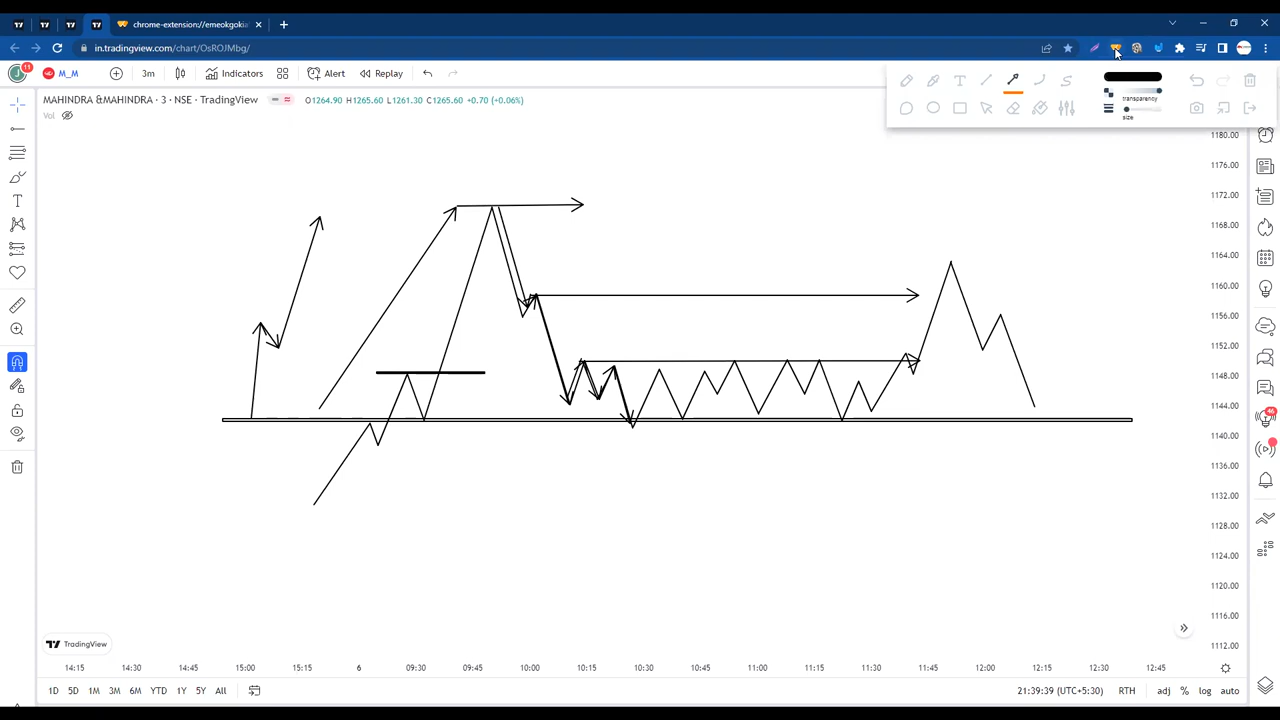 chrome-extension://emeokgokia
in.tradingview.com/chart/OsROJMbg/
11
M_M
3m
Indicators
Alert
Replay
MAHINDRA &MAHINDRA · 3 · NSE · TradingView
O1264.90 H1265.60 L1261.30 C1265.60 +0.70 (+0.06%)
Vol
transparency
size
1180.00
1176.00
1172.00
1168.00
1164.00
1160.00
1156.00
1152.00
1148.00
1144.00
1140.00
1136.00
1132.00
1128.00
1124.00
1120.00
1116.00
1112.00
46
TradingView
14:15 14:30 14:45 15:00 15:15 6 09:30 09:45 10:00 10:15 10:30 10:45 11:00 11:15 11:30 11:45 12:00 12:15 12:30 12:45
1D 5D 1M 3M 6M YTD 1Y 5Y All
21:39:39 (UTC+5:30) RTH adj % log auto